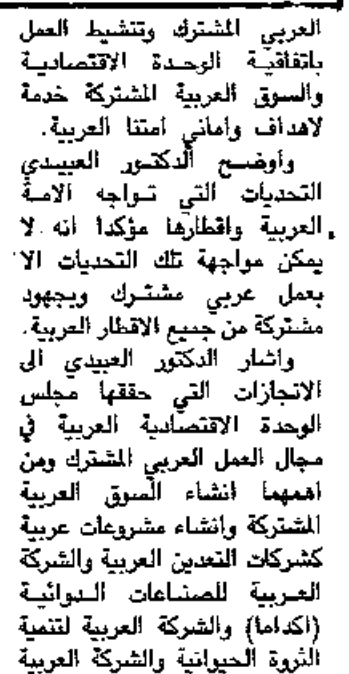 العربي المشترك وتنشيط العمل
باتفاقية الوحدة الاقتصادية
والسوق العربية المشتركة خدمة
لاهداف واماني امتنا العربية.
واوضح الدكتور العبيدي
التحديات التي تواجه الامة
العربية واقطارها مؤكدا انه لا
يمكن مواجهة تلك التحديات الا
بعمل عربي مشترك وبجهود
مشتركة من جميع الاقطار العربية.
واشار الدكتور العبيدي الى
الانجازات التي حققها مجلس
الوحدة الاقتصادية العربية في
مجال العمل العربي المشترك ومن
اهمهما انشاء السوق العربية
المشتركة وانشاء مشروعات عربية
كشركات التعدين العربية والشركة
العربية للصناعات الدوائية
(اكداما) والشركة العربية لتنمية
الثروة الحيوانية والشركة العربية